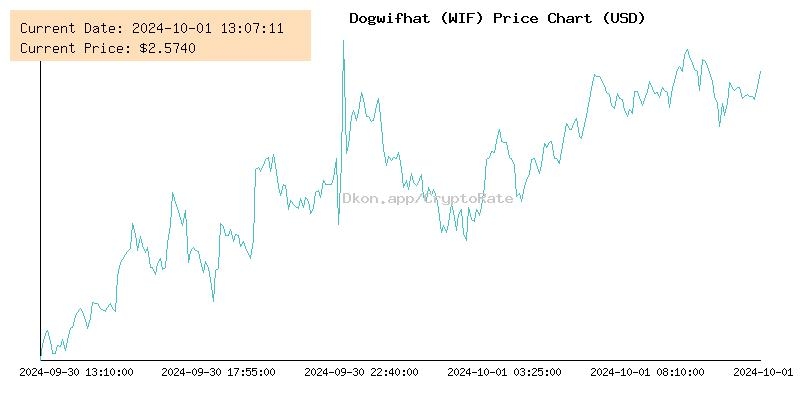 Dogwifhat (WIF) Price Chart (USD)
Current Date: 2024-10-01 13:07:11
Current Price: $2.5740
Dkon.app/CryptoRate
2024-09-30 13:10:00 2024-09-30 17:55:00 2024-09-30 22:40:00 2024-10-01 03:25:00 2024-10-01 08:10:00 2024-10-01